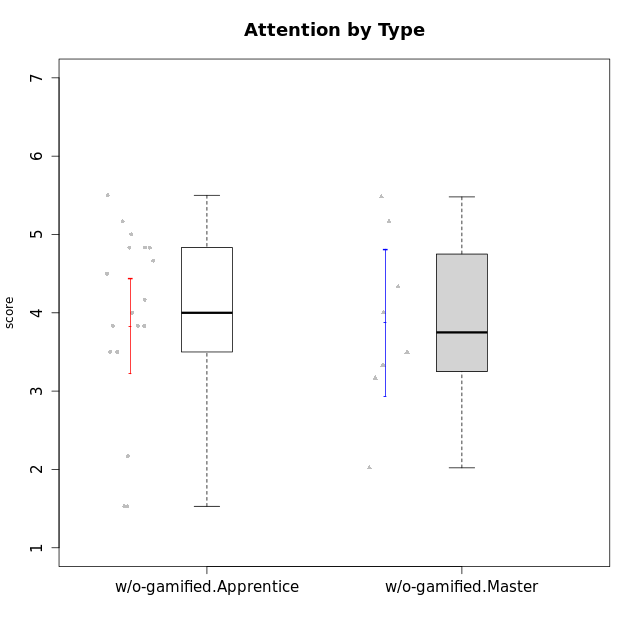 Attention by Type
score
7
6
5
4
3
2
1
w/o-gamified.Apprentice
w/o-gamified.Master